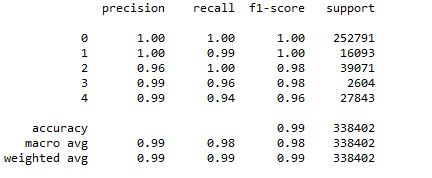 precision recall f1-score support
0 1.00 1.00 1.00 252791
1 1.00 0.99 1.00 16093
2 0.96 1.00 0.98 39071
3 0.99 0.96 0.98 2604
4 0.99 0.94 0.96 27843
accuracy 0.99 338402
macro avg 0.99 0.98 0.98 338402
weighted avg 0.99 0.99 0.99 338402